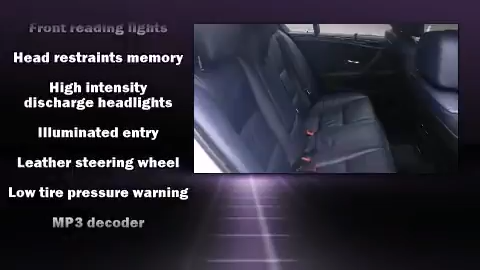 Front reading lights
Head restraints memory
High intensity
discharge headlights
Illuminated entry
Leather steering wheel
Low tire pressure warning
MP3 decoder